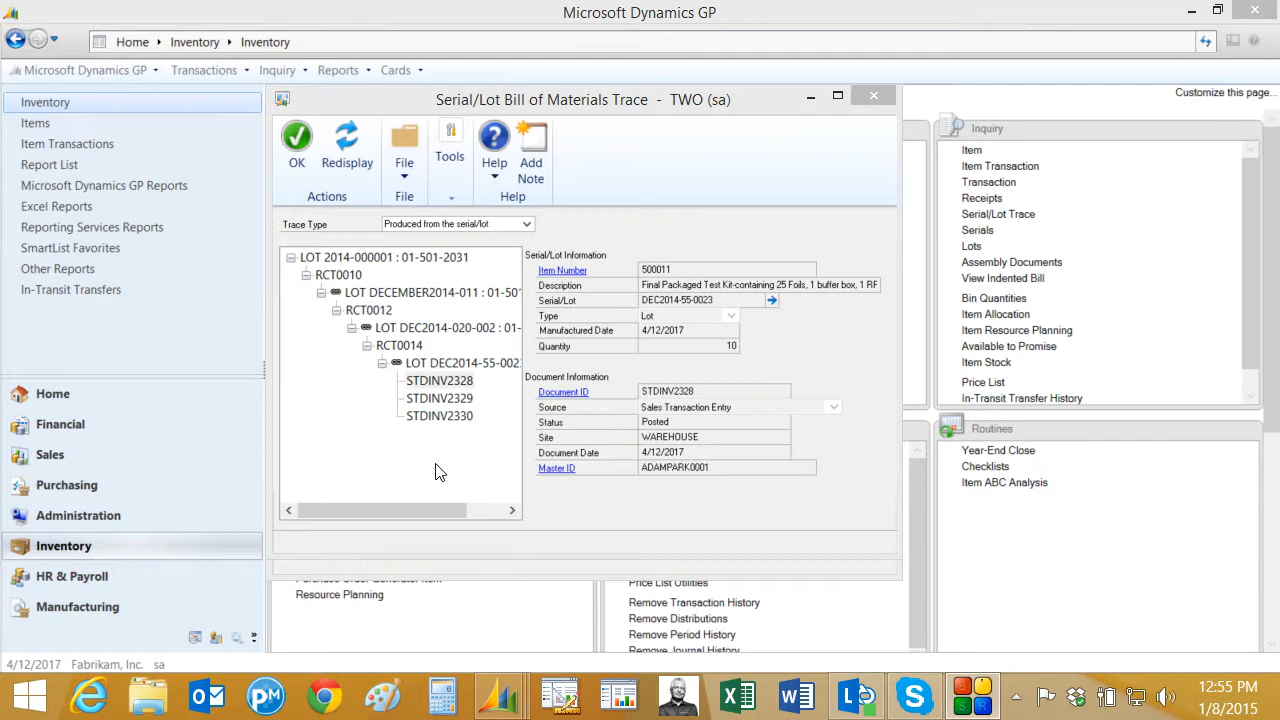 Microsoft Dynamics GP
Home
Inventory
Inventory
Microsoft Dynamics GP
Transactions
Inquiry
Reports
Cards
Customize this page...
Inventory
Items
Item Transactions
Report List
Microsoft Dynamics GP Reports
Excel Reports
Reporting Services Reports
SmartList Favorites
Other Reports
In-Transit Transfers
Home
Financial
Sales
Purchasing
Administration
Inventory
HR & Payroll
Manufacturing
Serial/Lot Bill of Materials Trace - TWO (sa)
OK
Redisplay
File
Tools
Help
Add Note
Actions
File
Help
Trace Type
Produced from the serial/lot
LOT 2014-000001 : 01-501-2031
RCT0010
LOT DECEMBER2014-011 : 01-501
RCT0012
LOT DEC2014-020-002 : 01-
RCT0014
LOT DEC2014-55-002
STDINV2328
STDINV2329
STDINV2330
Serial/Lot Information
Item Number 500011
Description Final Packaged Test Kit-containing 25 Foils, 1 buffer box, 1 RF
Serial/Lot DEC2014-55-0023
Type Lot
Manufactured Date 4/12/2017
Quantity 10
Document Information
Document ID STDINV2328
Source Sales Transaction Entry
Status Posted
Site WAREHOUSE
Document Date 4/12/2017
Master ID ADAMPARK0001
Inquiry
Item
Item Transaction
Transaction
Receipts
Serial/Lot Trace
Serials
Lots
Assembly Documents
View Indented Bill
Bin Quantities
Item Allocation
Item Resource Planning
Available to Promise
Item Stock
Price List
In-Transit Transfer History
Routines
Year-End Close
Checklists
Item ABC Analysis
Resource Planning
Price List Utilities
Remove Transaction History
Remove Distributions
Remove Period History
Remove Journal History
4/12/2017 Fabrikam, Inc. sa
12:55 PM
1/8/2015